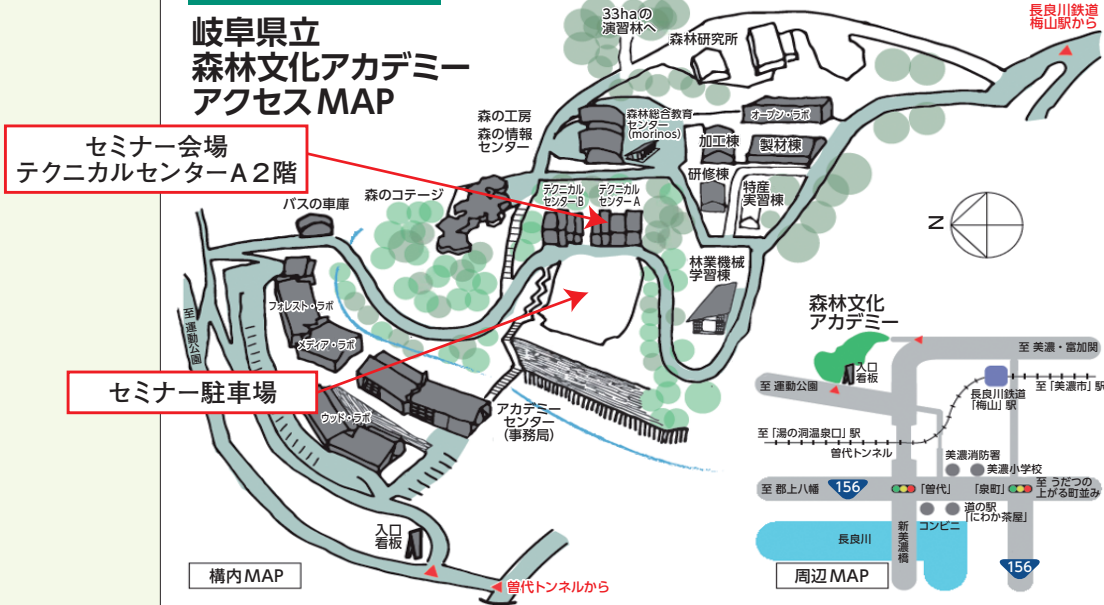 岐阜県立
森林文化アカデミー
アクセスMAP
33haの
演習林へ
森林研究所
長良川鉄道
梅山駅から
セミナー会場
テクニカルセンターA2階
森の工房
森の情報
センター
森林総合教育
センター
(morinos)
オープン・ラボ
加工棟
製材棟
研修棟
特産
実習棟
バスの車庫
森のコテージ
テクニカル
センターB
テクニカル
センターA
林業機械
学習棟
N
至 運動公園
フォレスト・ラボ
メディア・ラボ
ウッド・ラボ
セミナー駐車場
アカデミー
センター
(事務局)
入口
看板
構内MAP
曽代トンネルから
森林文化
アカデミー
入口
看板
至 美濃・富加関
至 運動公園
長良川鉄道
「梅山」駅
至「美濃市」駅
至「湯の洞温泉口」駅
曽代トンネル
美濃消防署
美濃小学校
至 郡上八幡
156
「曽代」
「泉町」
至 うだつの
上がる町並み
コンビニ
道の駅
「にわか茶屋」
長良川
新美濃橋
周辺MAP
156